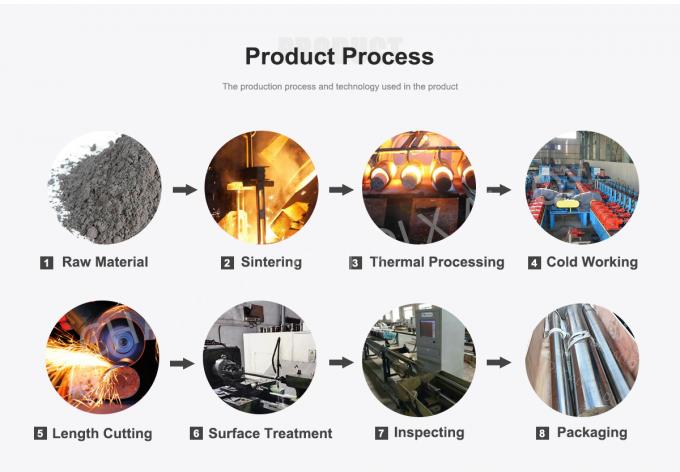 PRODUCT
Product Process
The production process and technology used in the product
1 Raw Material
2 Sintering
3 Thermal Processing
4 Cold Working
5 Length Cutting
6 Surface Treatment
7 Inspecting
8 Packaging